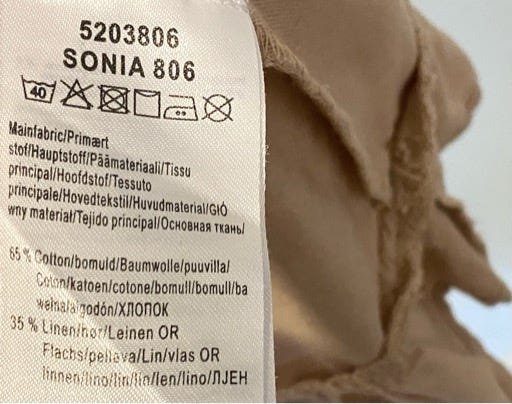 5203806
SONIA 806
40
Mainfabric/Primært
stof/Hauptstoff/Päämateriaali/Tissu
principal/Hoofdstof/Tessuto
principale/Hovedtekstil/Huvudmaterial/GłÓ
wny materiał/Tejido principal/Основная ткань/
65 % Cotton/bomuld/Baumwolle/puuvilla/
Coton/katoen/cotone/bomull/bomull/ba
wełna/algodón/ХЛОПОК
35 % Linen/hør/Leinen OR
Flachs/pellava/Lin/vlas OR
linnen/lino/lin/lin/len/lino/ЛЈЕН